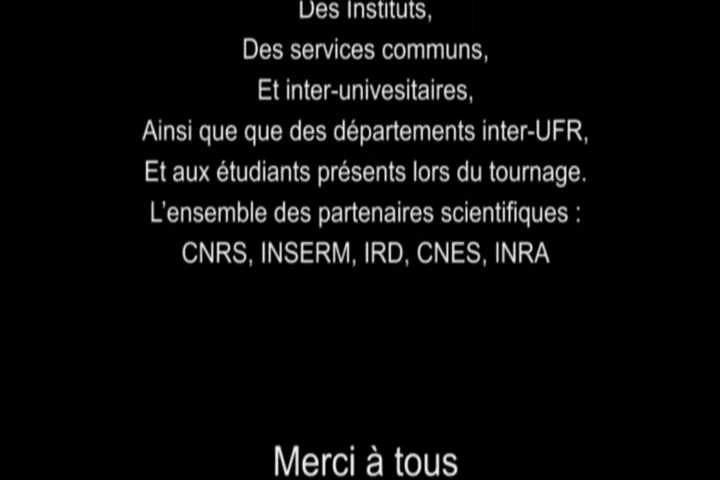 Des Instituts,
Des services communs,
Et inter-univesitaires,
Ainsi que que des départements inter-UFR,
Et aux étudiants présents lors du tournage.
L'ensemble des partenaires scientifiques :
CNRS, INSERM, IRD, CNES, INRA
Merci à tous